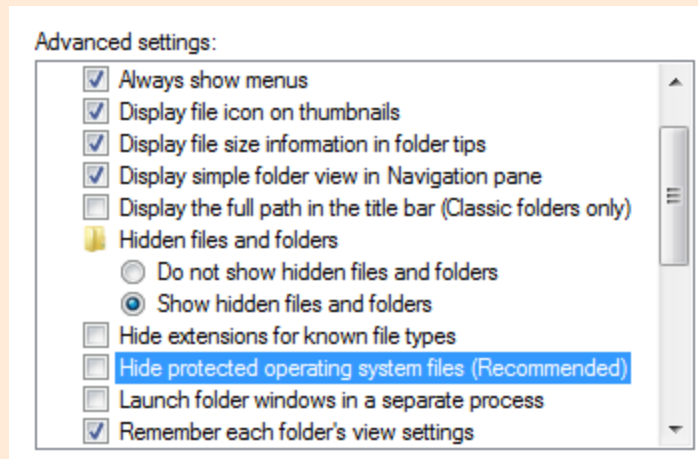 Advanced settings:
Always show menus
Display file icon on thumbnails
Display file size information in folder tips
Display simple folder view in Navigation pane
Display the full path in the title bar (Classic folders only)
Hidden files and folders
Do not show hidden files and folders
Show hidden files and folders
Hide extensions for known file types
Hide protected operating system files (Recommended)
Launch folder windows in a separate process
Remember each folder's view settings